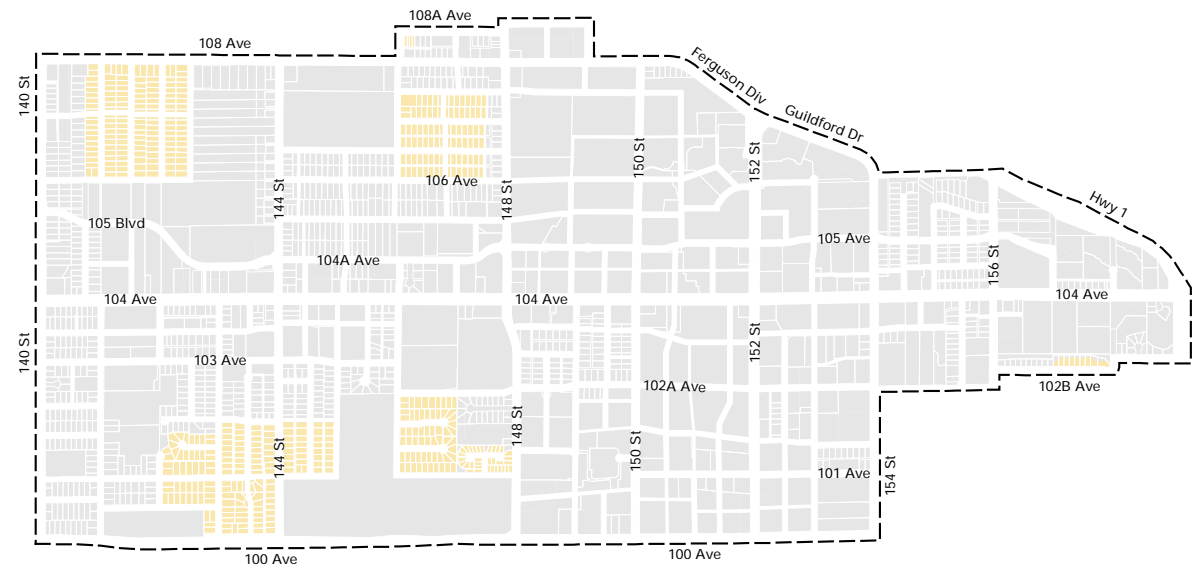 108A Ave
108 Ave
Ferguson Div
140 St
Guildford Dr
150 St
152 St
106 Ave
144 St
148 St
Hwy 1
105 Blvd
105 Ave
104A Ave
156 St
104 Ave
104 Ave
104 Ave
140 St
152 St
103 Ave
102A Ave
102B Ave
148 St
144 St
150 St
101 Ave
154 St
100 Ave
100 Ave